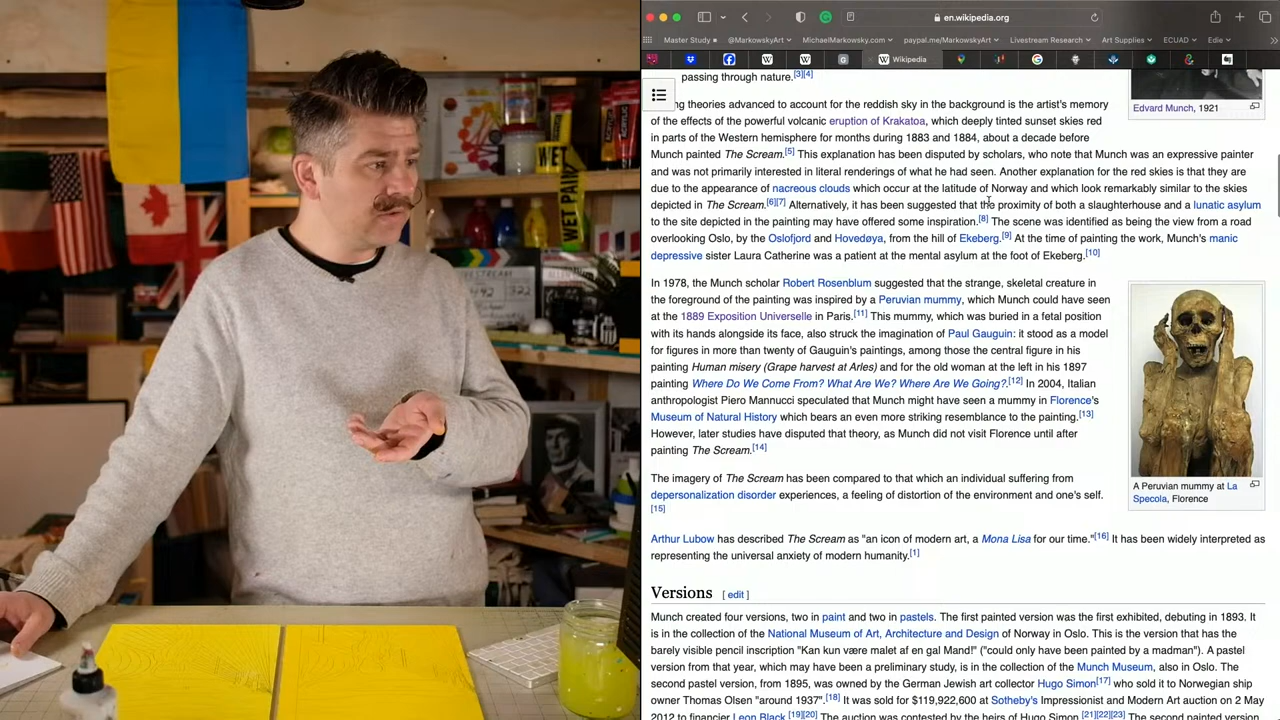 en.wikipedia.org
Master Study
@MarkowskyArt
MichaelMarkowsky.com
paypal.me/MarkowskyArt
Livestream Research
Art Supplies
ECUAD
Edie
Wikipedia
passing through nature.[3][4]
theories advanced to account for the reddish sky in the background is the artist's memory
of the effects of the powerful volcanic eruption of Krakatoa, which deeply tinted sunset skies red
in parts of the Western hemisphere for months during 1883 and 1884, about a decade before
Munch painted The Scream.[5] This explanation has been disputed by scholars, who note that Munch was an expressive painter
and was not primarily interested in literal renderings of what he had seen. Another explanation for the red skies is that they are
due to the appearance of nacreous clouds which occur at the latitude of Norway and which look remarkably similar to the skies
depicted in The Scream.[6][7] Alternatively, it has been suggested that the proximity of both a slaughterhouse and a lunatic asylum
to the site depicted in the painting may have offered some inspiration.[8] The scene was identified as being the view from a road
overlooking Oslo, by the Oslofjord and Hovedøya, from the hill of Ekeberg.[9] At the time of painting the work, Munch's manic
depressive sister Laura Catherine was a patient at the mental asylum at the foot of Ekeberg.[10]
Edvard Munch, 1921
In 1978, the Munch scholar Robert Rosenblum suggested that the strange, skeletal creature in
the foreground of the painting was inspired by a Peruvian mummy, which Munch could have seen
at the 1889 Exposition Universelle in Paris.[11] This mummy, which was buried in a fetal position
with its hands alongside its face, also struck the imagination of Paul Gauguin: it stood as a model
for figures in more than twenty of Gauguin's paintings, among those the central figure in his
painting Human misery (Grape harvest at Arles) and for the old woman at the left in his 1897
painting Where Do We Come From? What Are We? Where Are We Going?.[12] In 2004, Italian
anthropologist Piero Mannucci speculated that Munch might have seen a mummy in Florence's
Museum of Natural History which bears an even more striking resemblance to the painting.[13]
However, later studies have disputed that theory, as Munch did not visit Florence until after
painting The Scream.[14]
A Peruvian mummy at La
Specola, Florence
The imagery of The Scream has been compared to that which an individual suffering from
depersonalization disorder experiences, a feeling of distortion of the environment and one's self.
[15]
Arthur Lubow has described The Scream as "an icon of modern art, a Mona Lisa for our time."[16] It has been widely interpreted as
representing the universal anxiety of modern humanity.[1]
Versions [ edit ]
Munch created four versions, two in paint and two in pastels. The first painted version was the first exhibited, debuting in 1893. It
is in the collection of the National Museum of Art, Architecture and Design of Norway in Oslo. This is the version that has the
barely visible pencil inscription "Kan kun være malet af en gal Mand!" ("could only have been painted by a madman"). A pastel
version from that year, which may have been a preliminary study, is in the collection of the Munch Museum, also in Oslo. The
second pastel version, from 1895, was owned by the German Jewish art collector Hugo Simon[17] who sold it to Norwegian ship
owner Thomas Olsen "around 1937".[18] It was sold for $119,922,600 at Sotheby's Impressionist and Modern Art auction on 2 May
2012 to financier Leon Black.[19][20] The auction was contested by the heirs of Hugo Simon.[21][22][23] The second painted version
WET PAINT
WET
ACRYLIC